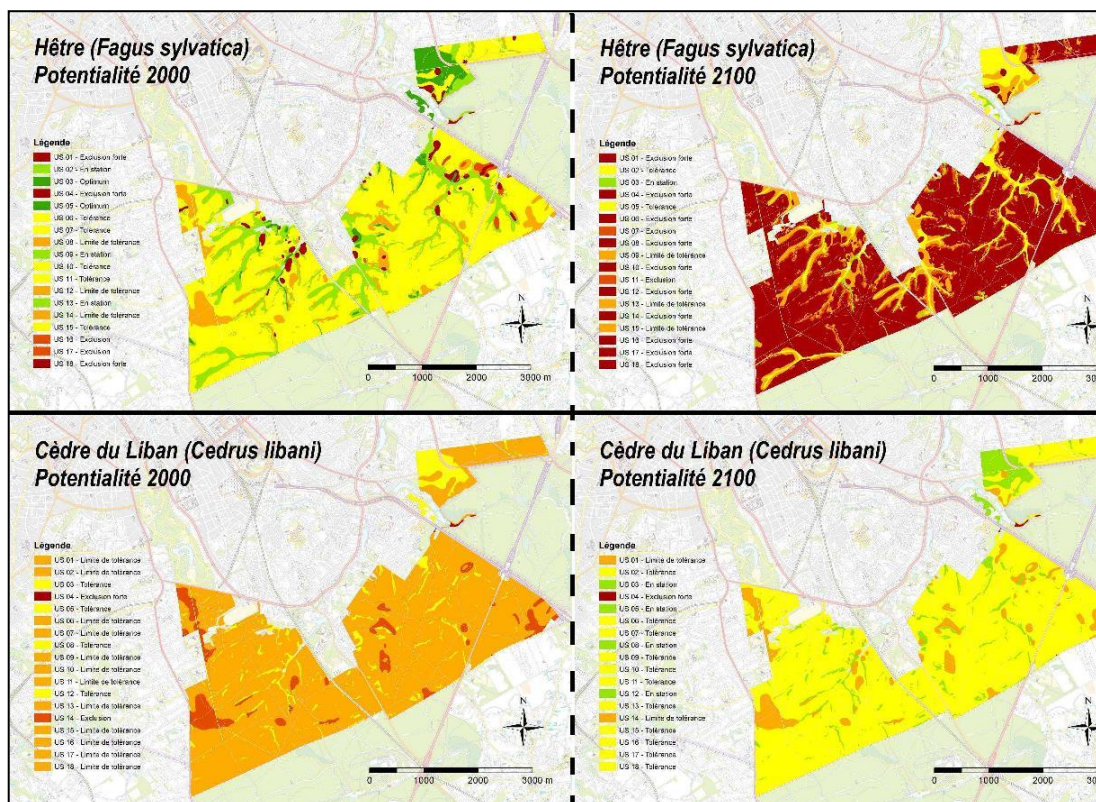 Hêtre (Fagus sylvatica)
Potentialité 2000
Légende
US 01 - Exclusion forte
US 02 - En station
US 03 - Optimum
US 04 - Exclusion forte
US 05 - Optimum
US 06 - Tolérance
US 07 - Tolérance
US 08 - Limite de tolérance
US 09 - En station
US 10 - Tolérance
US 11 - Tolérance
US 12 - Limite de tolérance
US 13 - En station
US 14 - Limite de tolérance
US 15 - Tolérance
US 16 - Exclusion
US 17 - Exclusion
US 18 - Exclusion forte
N
0 1000 2000 3000 m
Hêtre (Fagus sylvatica)
Potentialité 2100
Légende
US 01 - Exclusion forte
US 02 - Tolérance
US 03 - En station
US 04 - Exclusion forte
US 05 - Tolérance
US 06 - Exclusion forte
US 07 - Exclusion
US 08 - Exclusion forte
US 09 - Limite de tolérance
US 10 - Exclusion forte
US 11 - Exclusion
US 12 - Exclusion forte
US 13 - Limite de tolérance
US 14 - Exclusion forte
US 15 - Limite de tolérance
US 16 - Exclusion forte
US 17 - Exclusion forte
US 18 - Exclusion forte
N
0 1000 2000 3000
Cèdre du Liban (Cedrus libani)
Potentialité 2000
Légende
US 01 - Limite de tolérance
US 02 - Limite de tolérance
US 03 - Tolérance
US 04 - Exclusion forte
US 05 - Tolérance
US 06 - Limite de tolérance
US 07 - Limite de tolérance
US 08 - Tolérance
US 09 - Limite de tolérance
US 10 - Limite de tolérance
US 11 - Limite de tolérance
US 12 - Tolérance
US 13 - Limite de tolérance
US 14 - Exclusion
US 15 - Limite de tolérance
US 16 - Limite de tolérance
US 17 - Limite de tolérance
US 18 - Limite de tolérance
N
0 1000 2000 3000 m
Cèdre du Liban (Cedrus libani)
Potentialité 2100
Légende
US 01 - Limite de tolérance
US 02 - Tolérance
US 03 - En station
US 04 - Exclusion forte
US 05 - En station
US 06 - Tolérance
US 07 - Tolérance
US 08 - En station
US 09 - Tolérance
US 10 - Tolérance
US 11 - Tolérance
US 12 - En station
US 13 - Tolérance
US 14 - Limite de tolérance
US 15 - Tolérance
US 16 - Tolérance
US 17 - Tolérance
US 18 - Tolérance
N
0 1000 2000 3000